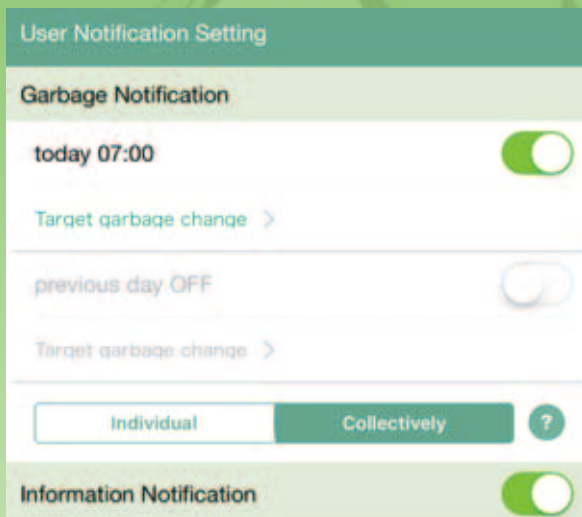 User Notification Setting
Garbage Notification
today 07:00
Target garbage change >
previous day OFF
Target garbage change >
Individual Collectively ?
Information Notification